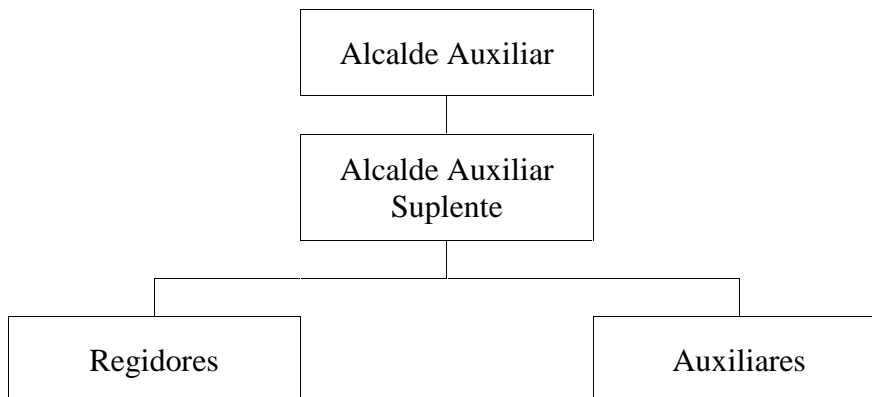 Alcalde Auxiliar
Alcalde Auxiliar
Suplente
Regidores
Auxiliares